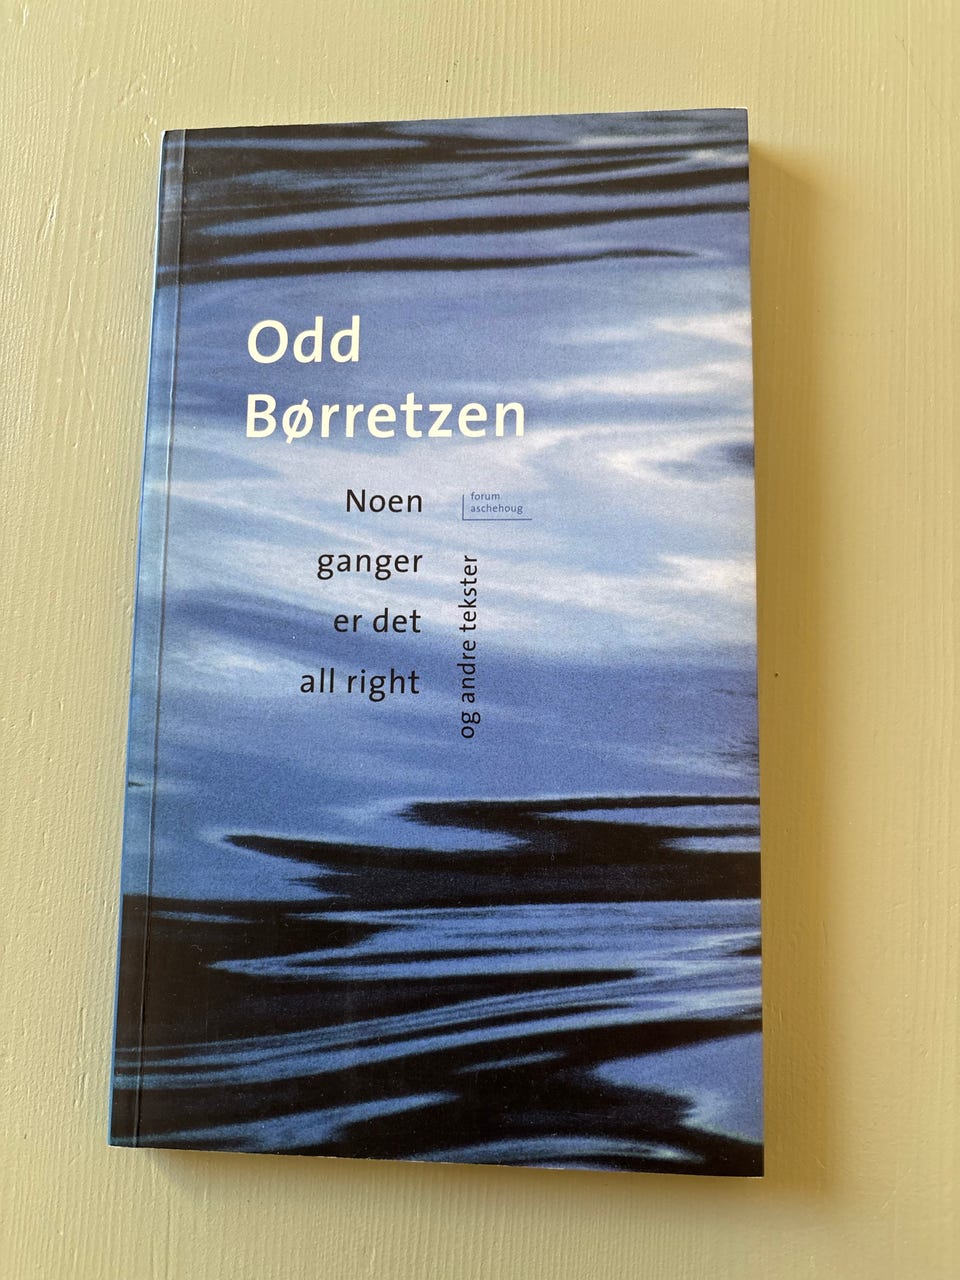 Odd
Børretzen
Noen
ganger
er det
all right
og andre tekster
forum
aschehoug